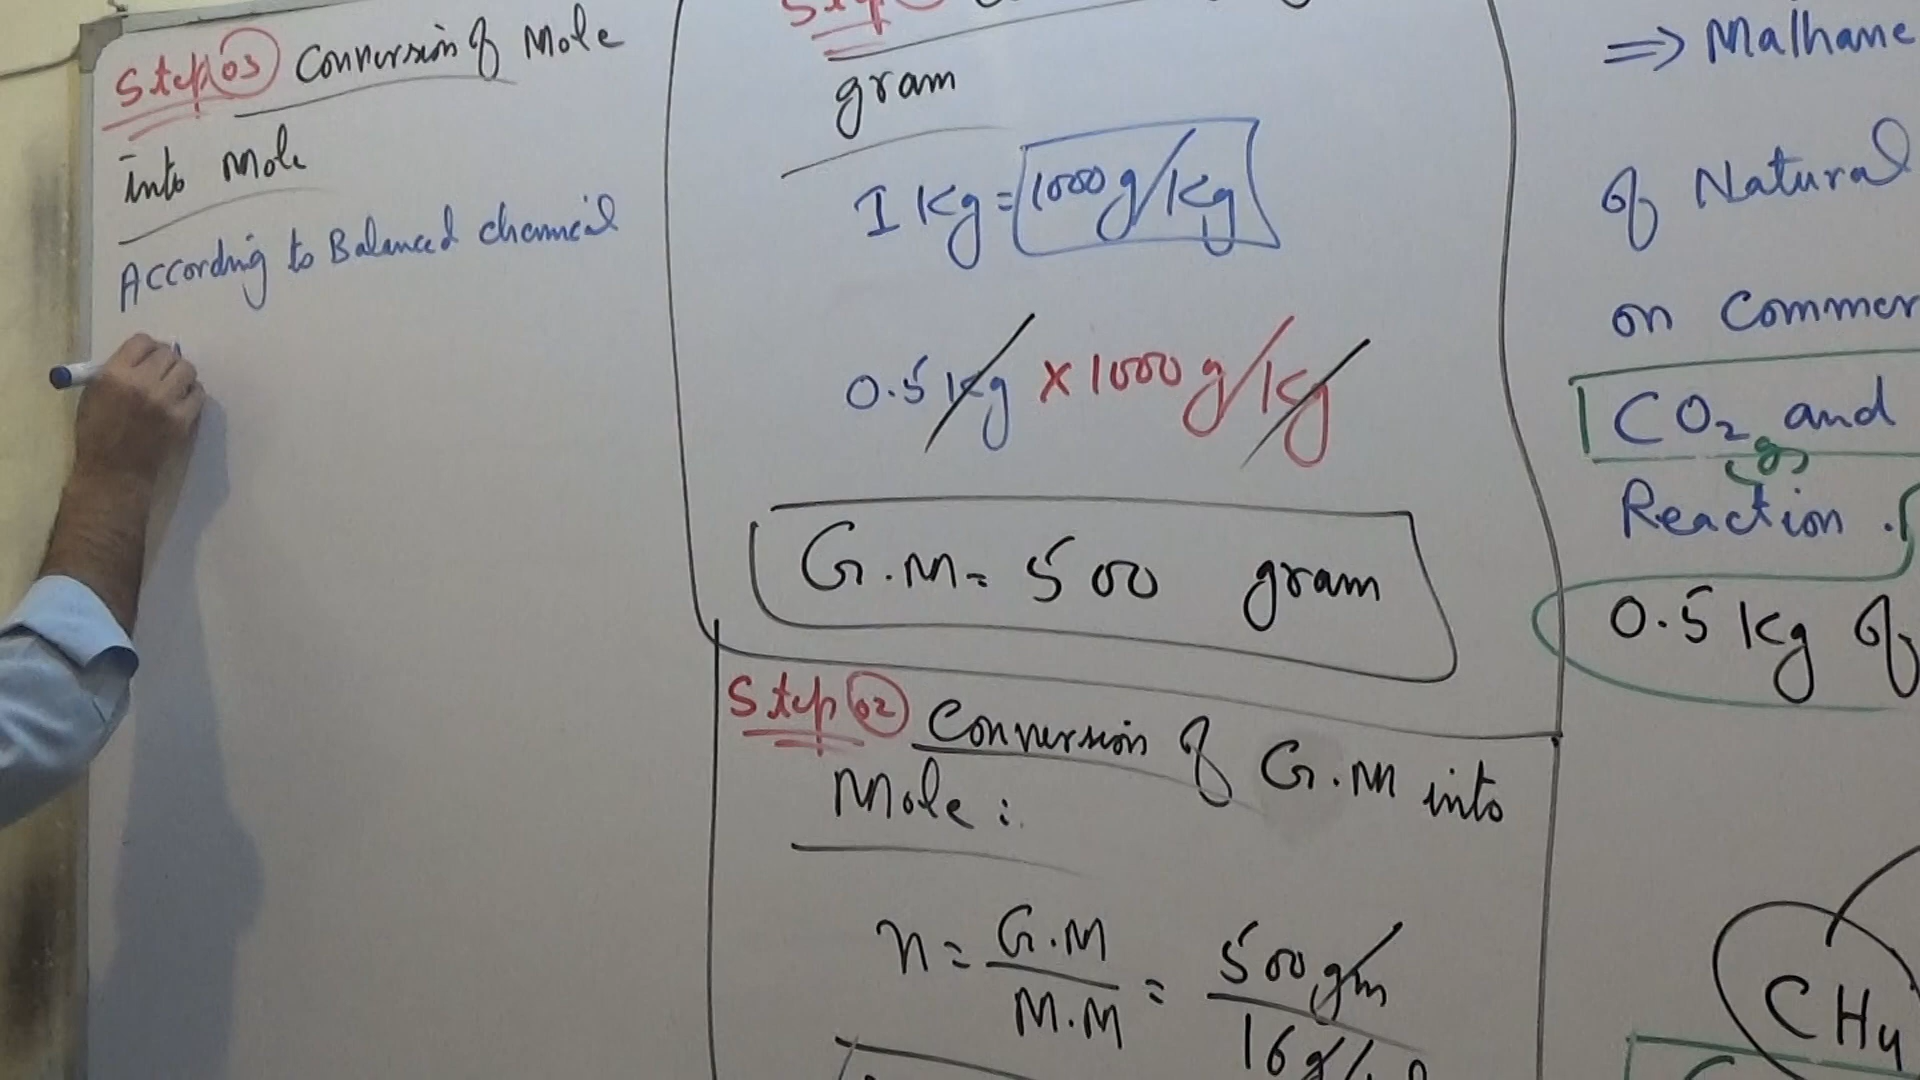 Step 03 Conversion of Mole
into Mole
According to Balanced chemical
gram
1 Kg = 1000 g/Kg
0.5 Kg × 1000 g/Kg
G.M = 500 gram
Step 02 Conversion of G.M into
Mole:
n = G.M / M.M = 500 gm / 16 g/
⇒ Malhane
of Natural
on Commer
CO₂(g) and
Reaction.
0.5 Kg of
CH₄